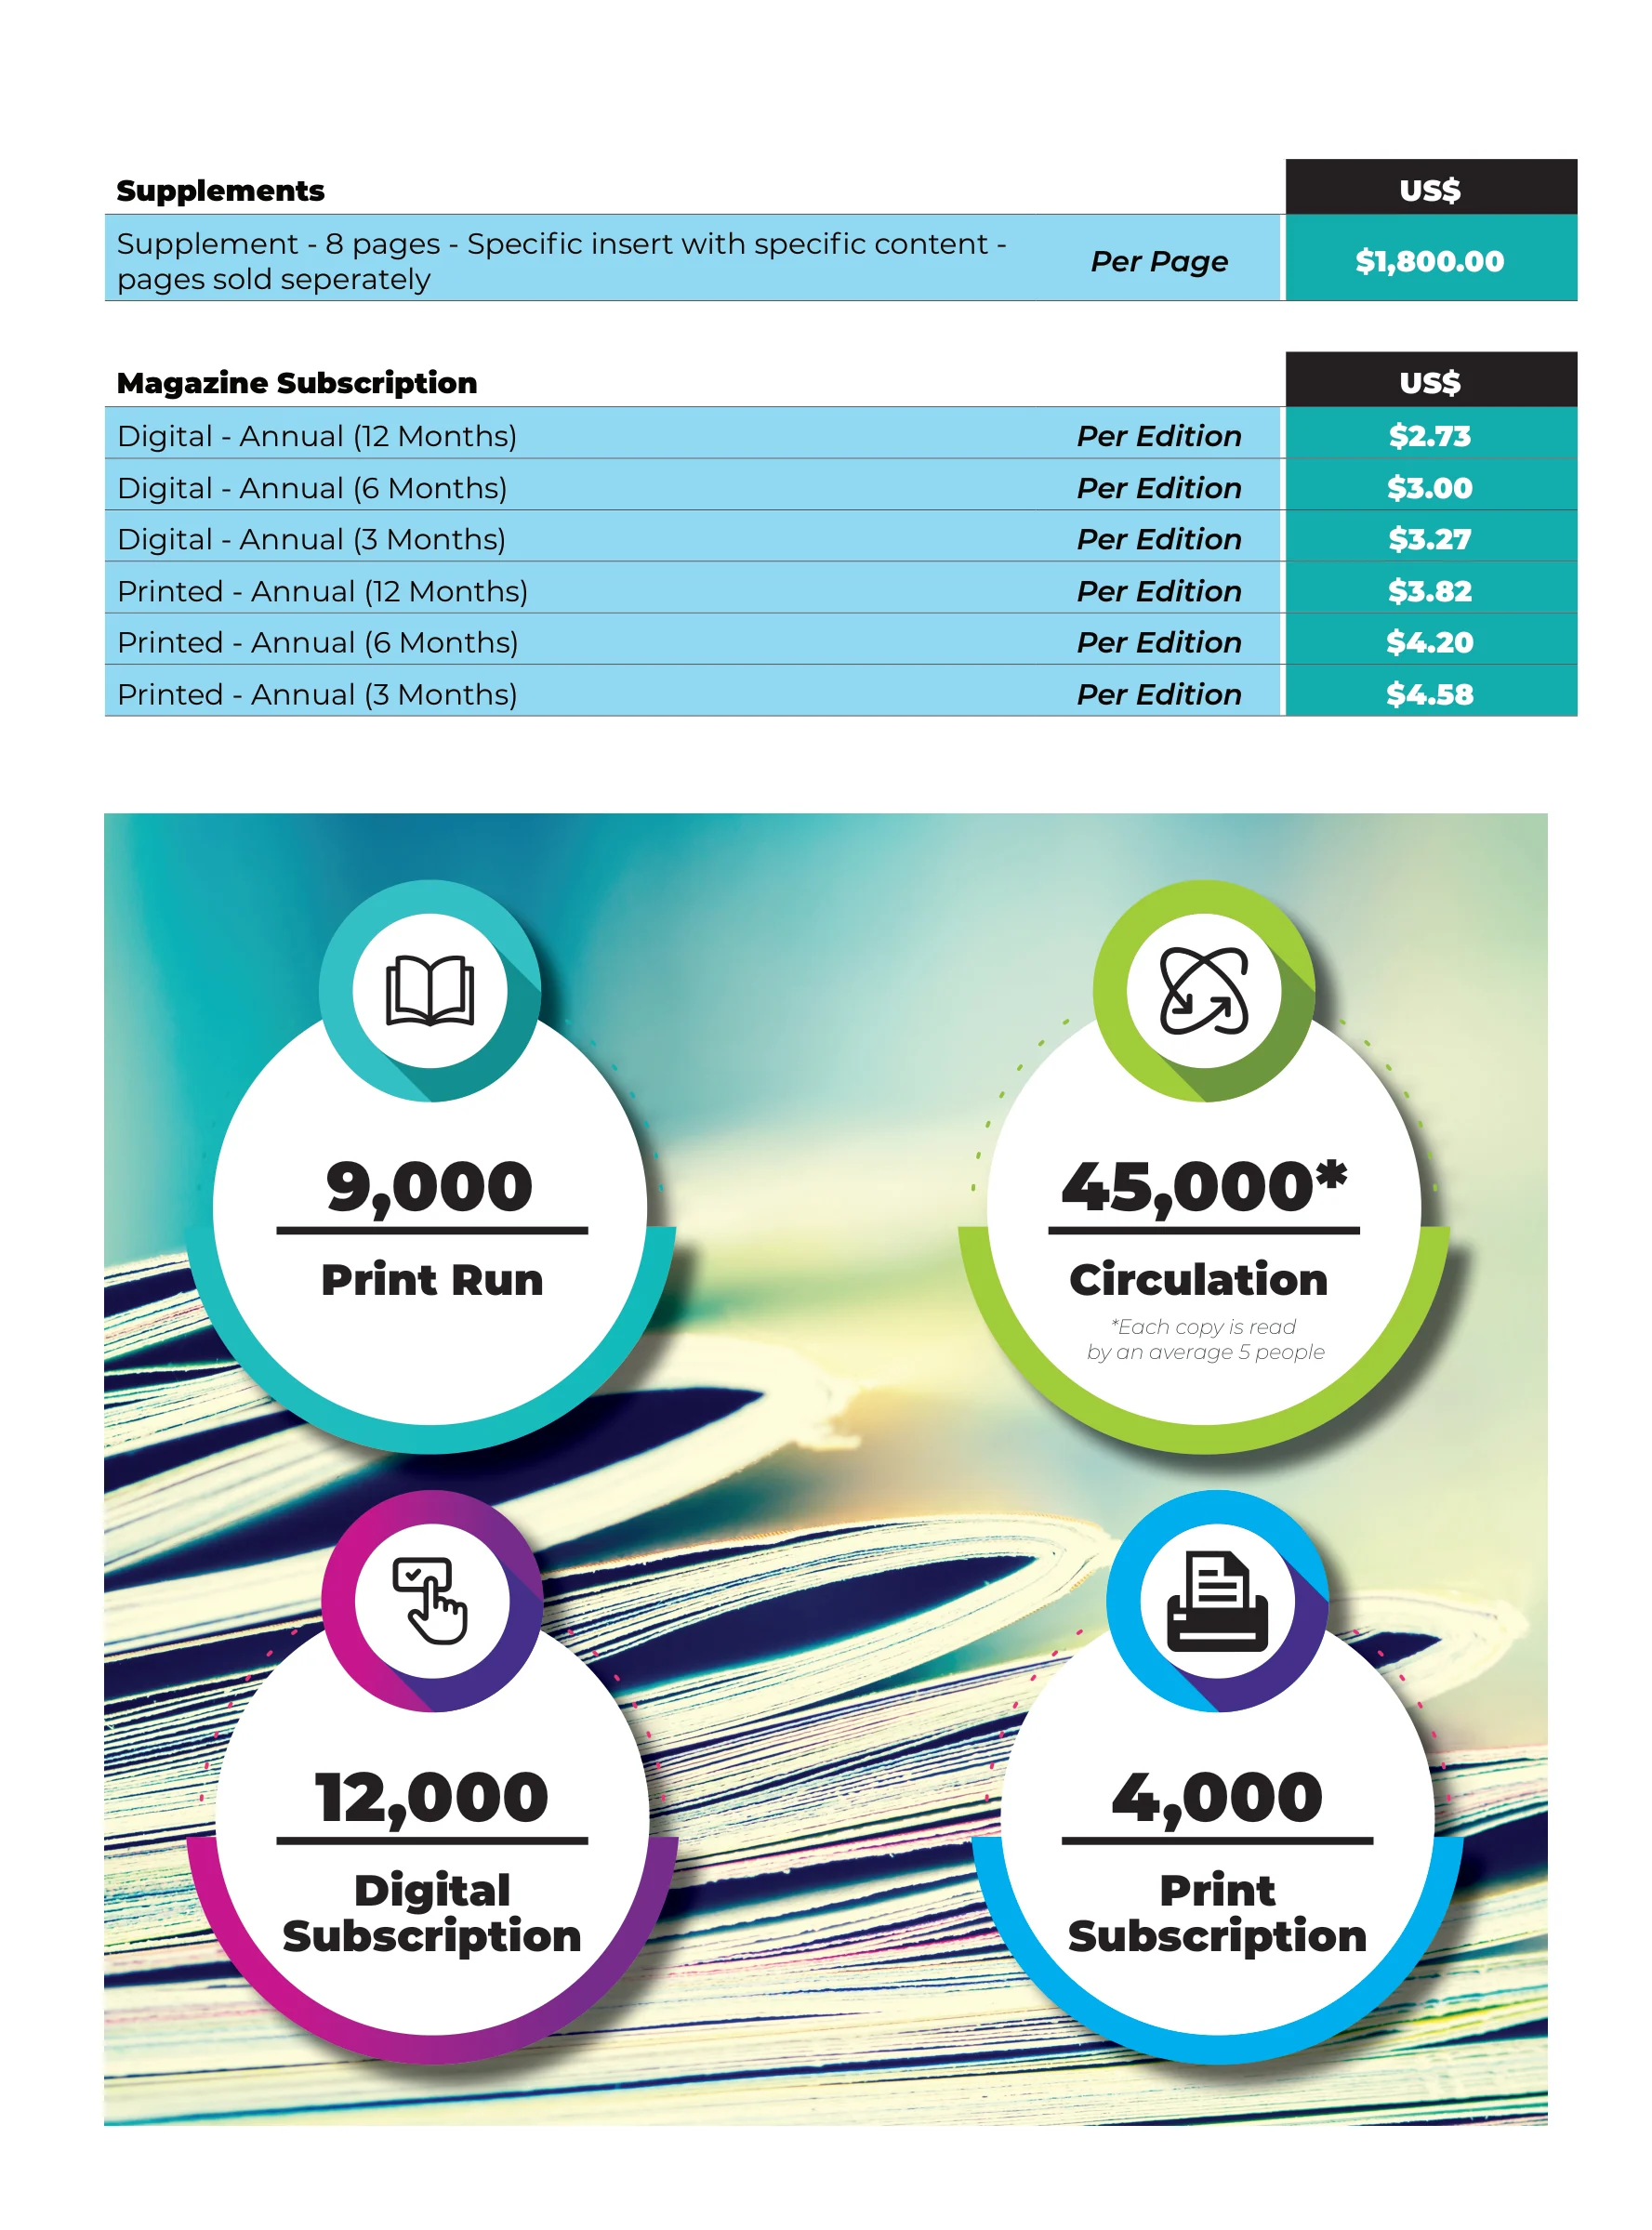 Supplements US$
Supplement - 8 pages - Specific insert with specific content -
pages sold seperately
Per Page $1,800.00
Magazine Subscription US$
Digital - Annual (12 Months) Per Edition $2.73
Digital - Annual (6 Months) Per Edition $3.00
Digital - Annual (3 Months) Per Edition $3.27
Printed - Annual (12 Months) Per Edition $3.82
Printed - Annual (6 Months) Per Edition $4.20
Printed - Annual (3 Months) Per Edition $4.58
9,000
Print Run
45,000*
Circulation
*Each copy is read
by an average 5 people
12,000
Digital
Subscription
4,000
Print
Subscription